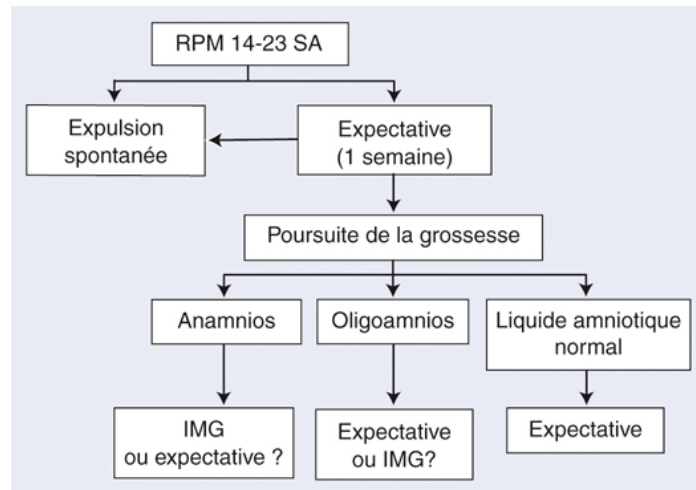 RPM 14-23 SA
Expulsion
spontanée
Expectative
(1 semaine)
Poursuite de la grossesse
Anamnios
Oligoamnios
Liquide amniotique
normal
IMG
ou expectative ?
Expectative
ou IMG?
Expectative